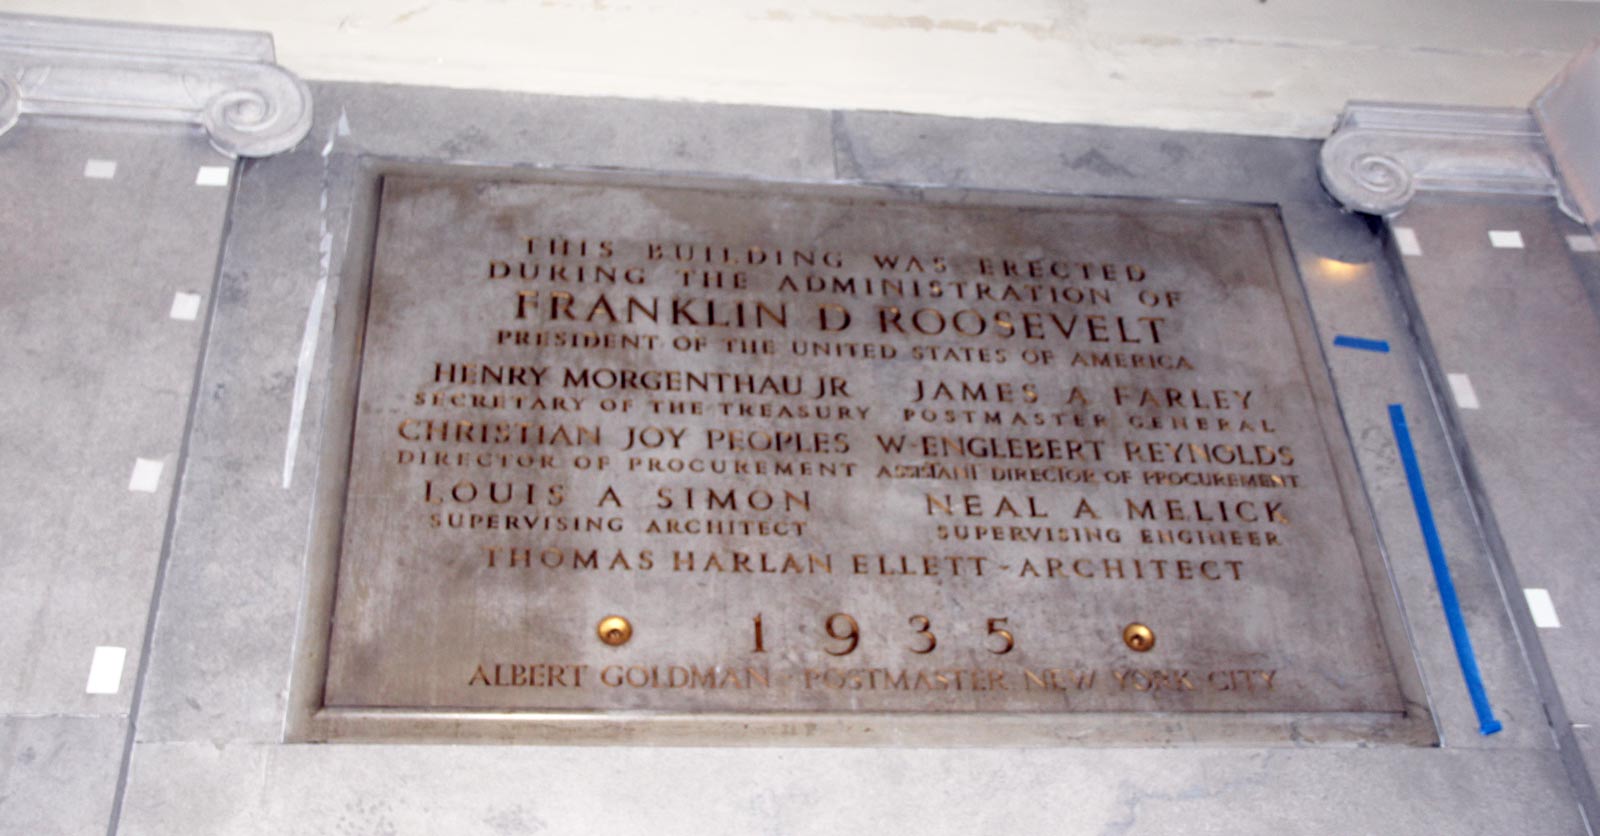 THIS BUILDING WAS ERECTED
DURING THE ADMINISTRATION OF
FRANKLIN D ROOSEVELT
PRESIDENT OF THE UNITED STATES OF AMERICA
HENRY MORGENTHAU JR JAMES A FARLEY
SECRETARY OF THE TREASURY POSTMASTER GENERAL
CHRISTIAN JOY PEOPLES W-ENGLEBERT REYNOLDS
DIRECTOR OF PROCUREMENT ASSISTANT DIRECTOR OF PROCUREMENT
LOUIS A SIMON NEAL A MELICK
SUPERVISING ARCHITECT SUPERVISING ENGINEER
THOMAS HARLAN ELLETT - ARCHITECT
1935
ALBERT GOLDMAN POSTMASTER NEW YORK CITY